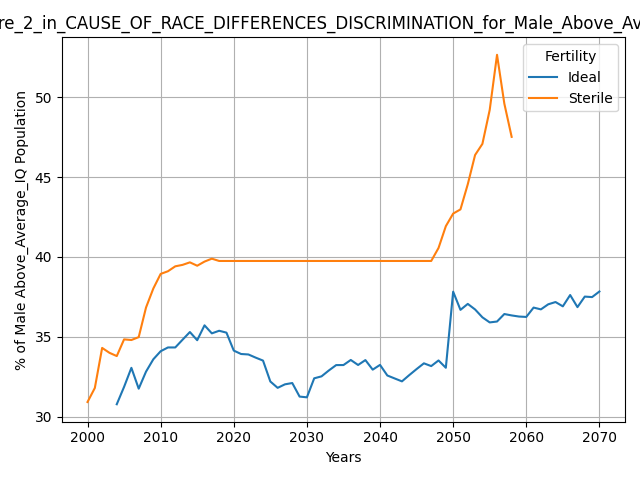 re_2_in_CAUSE_OF_RACE_DIFFERENCES_DISCRIMINATION_for_Male_Above_Av
Fertility
Ideal
Sterile
% of Male Above_Average_IQ Population
50
45
40
35
30
2000 2010 2020 2030 2040 2050 2060 2070
Years